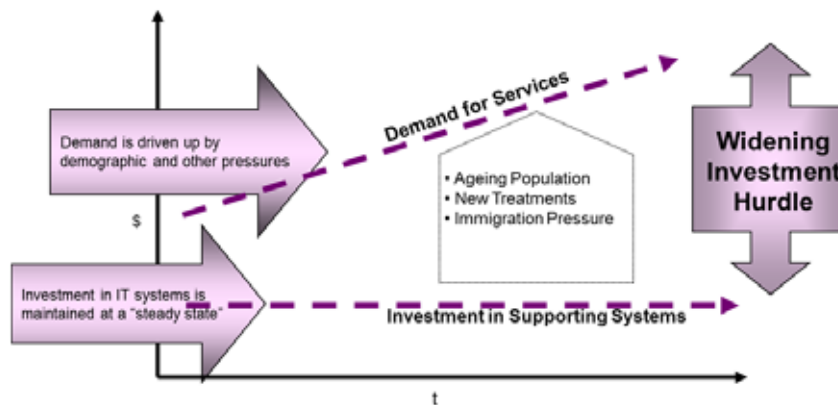 Demand is driven up by
demographic and other pressures
$
Investment in IT systems is
maintained at a “steady state”
Demand for Services
• Ageing Population
• New Treatments
• Immigration Pressure
Investment in Supporting Systems
Widening
Investment
Hurdle
t